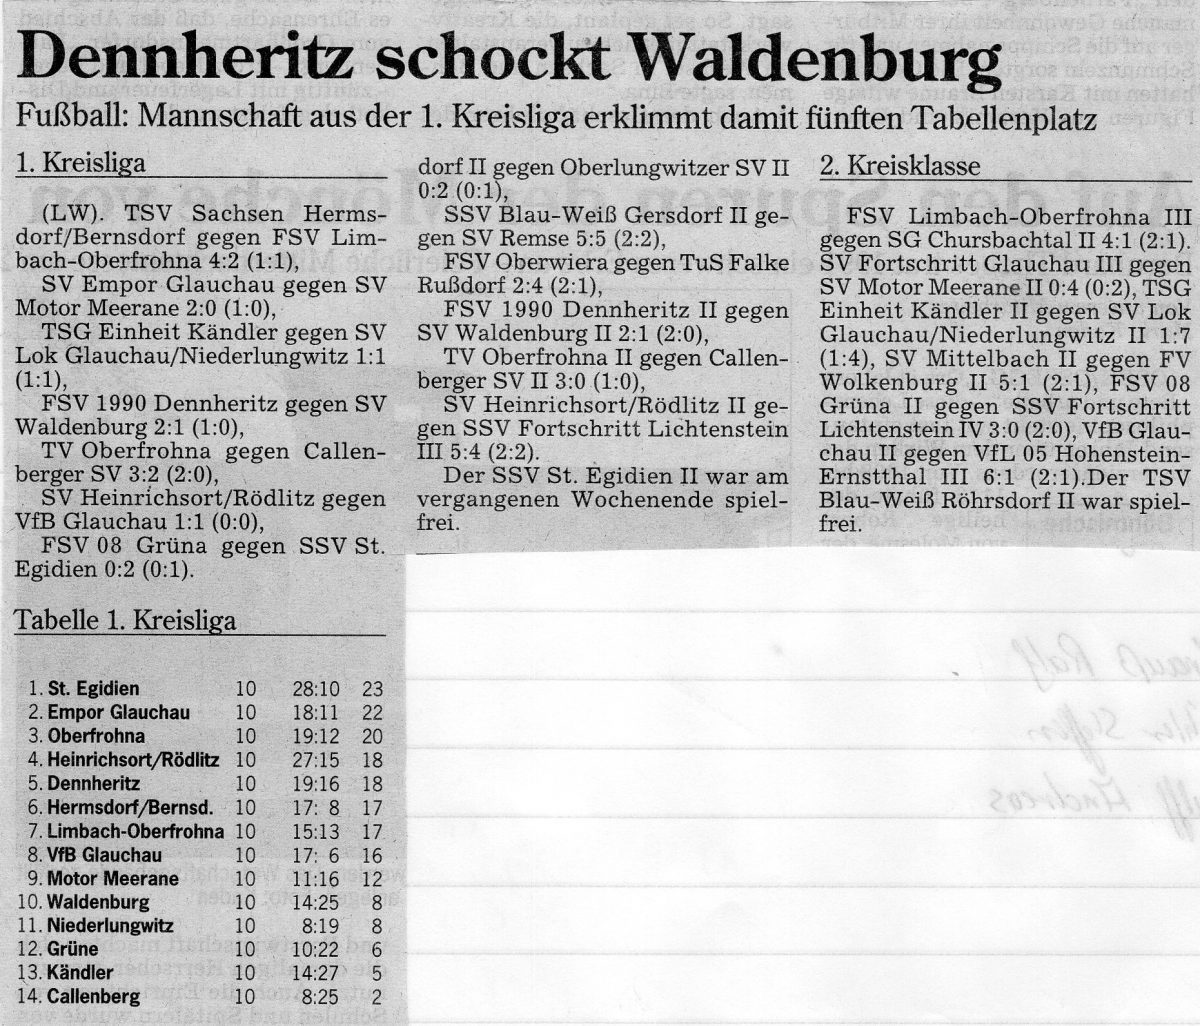 Dennheritz schockt Waldenburg
Fußball: Mannschaft aus der 1. Kreisliga erklimmt damit fünften Tabellenplatz
1. Kreisliga
(LW). TSV Sachsen Herms-
dorf/Bernsdorf gegen FSV Lim-
bach-Oberfrohna 4:2 (1:1),
SV Empor Glauchau gegen SV
Motor Meerane 2:0 (1:0),
TSG Einheit Kändler gegen SV
Lok Glauchau/Niederlungwitz 1:1
(1:1),
FSV 1990 Dennheritz gegen SV
Waldenburg 2:1 (1:0),
TV Oberfrohna gegen Callen-
berger SV 3:2 (2:0),
SV Heinrichsort/Rödlitz gegen
VfB Glauchau 1:1 (0:0),
FSV 08 Grüna gegen SSV St.
Egidien 0:2 (0:1).
Tabelle 1. Kreisliga
1. St. Egidien 10 28:10 23
2. Empor Glauchau 10 18:11 22
3. Oberfrohna 10 19:12 20
4. Heinrichsort/Rödlitz 10 27:15 18
5. Dennheritz 10 19:16 18
6. Hermsdorf/Bernsd. 10 17: 8 17
7. Limbach-Oberfrohna 10 15:13 17
8. VfB Glauchau 10 17: 6 16
9. Motor Meerane 10 11:16 12
10. Waldenburg 10 14:25 8
11. Niederlungwitz 10 8:19 8
12. Grüne 10 10:22 6
13. Kändler 10 14:27 5
14. Callenberg 10 8:25 2
dorf II gegen Oberlungwitzer SV II
0:2 (0:1),
SSV Blau-Weiß Gersdorf II ge-
gen SV Remse 5:5 (2:2),
FSV Oberwiera gegen TuS Falke
Rußdorf 2:4 (2:1),
FSV 1990 Dennheritz II gegen
SV Waldenburg II 2:1 (2:0),
TV Oberfrohna II gegen Callen-
berger SV II 3:0 (1:0),
SV Heinrichsort/Rödlitz II ge-
gen SSV Fortschritt Lichtenstein
III 5:4 (2:2).
Der SSV St. Egidien II war am
vergangenen Wochenende spiel-
frei.
2. Kreisklasse
FSV Limbach-Oberfrohna III
gegen SG Chursbachtal II 4:1 (2:1).
SV Fortschritt Glauchau III gegen
SV Motor Meerane II 0:4 (0:2), TSG
Einheit Kändler II gegen SV Lok
Glauchau/Niederlungwitz II 1:7
(1:4), SV Mittelbach II gegen FV
Wolkenburg II 5:1 (2:1), FSV 08
Grüna II gegen SSV Fortschritt
Lichtenstein IV 3:0 (2:0), VfB Glau-
chau II gegen VfL 05 Hohenstein-
Ernstthal III 6:1 (2:1).Der TSV
Blau-Weiß Röhrsdorf II war spiel-
frei.